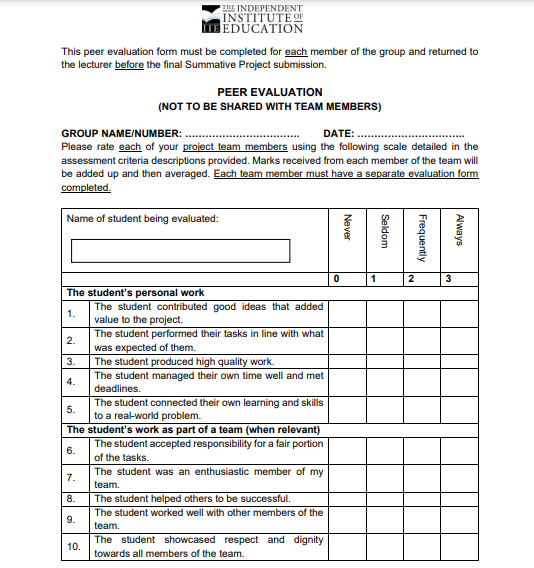 THE INDEPENDENT
INSTITUTE OF
IIE EDUCATION
This peer evaluation form must be completed for each member of the group and returned to
the lecturer before the final Summative Project submission.
PEER EVALUATION
(NOT TO BE SHARED WITH TEAM MEMBERS)
GROUP NAME/NUMBER: ………………………….. DATE: …………………………..
Please rate each of your project team members using the following scale detailed in the
assessment criteria descriptions provided. Marks received from each member of the team will
be added up and then averaged. Each team member must have a separate evaluation form
completed.
Name of student being evaluated: Never Seldom Frequently Always
0 1 2 3
The student's personal work
1. The student contributed good ideas that added
value to the project.
2. The student performed their tasks in line with what
was expected of them.
3. The student produced high quality work.
4. The student managed their own time well and met
deadlines.
5. The student connected their own learning and skills
to a real-world problem.
The student's work as part of a team (when relevant)
6. The student accepted responsibility for a fair portion
of the tasks.
7. The student was an enthusiastic member of my
team.
8. The student helped others to be successful.
9. The student worked well with other members of the
team.
10. The student showcased respect and dignity
towards all members of the team.